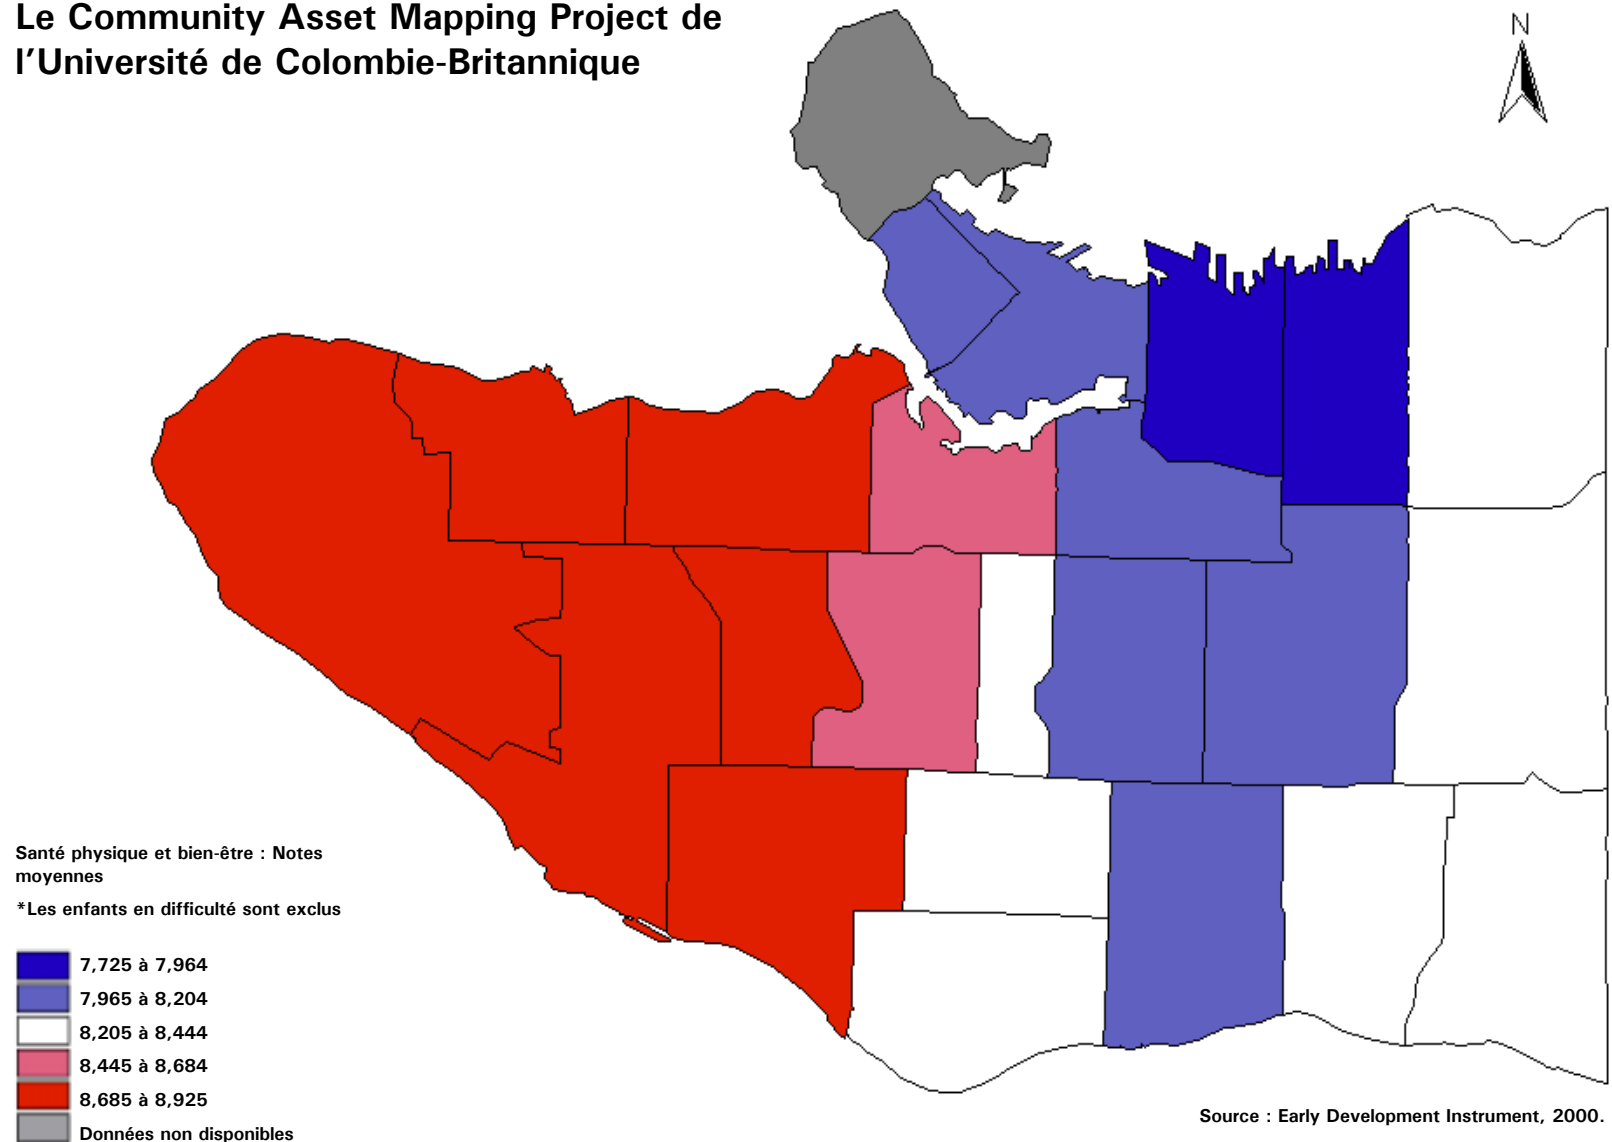 Le Community Asset Mapping Project de
l'Université de Colombie-Britannique
N
Santé physique et bien-être : Notes
moyennes
*Les enfants en difficulté sont exclus
7,725 à 7,964
7,965 à 8,204
8,205 à 8,444
8,445 à 8,684
8,685 à 8,925
Données non disponibles
Source : Early Development Instrument, 2000.